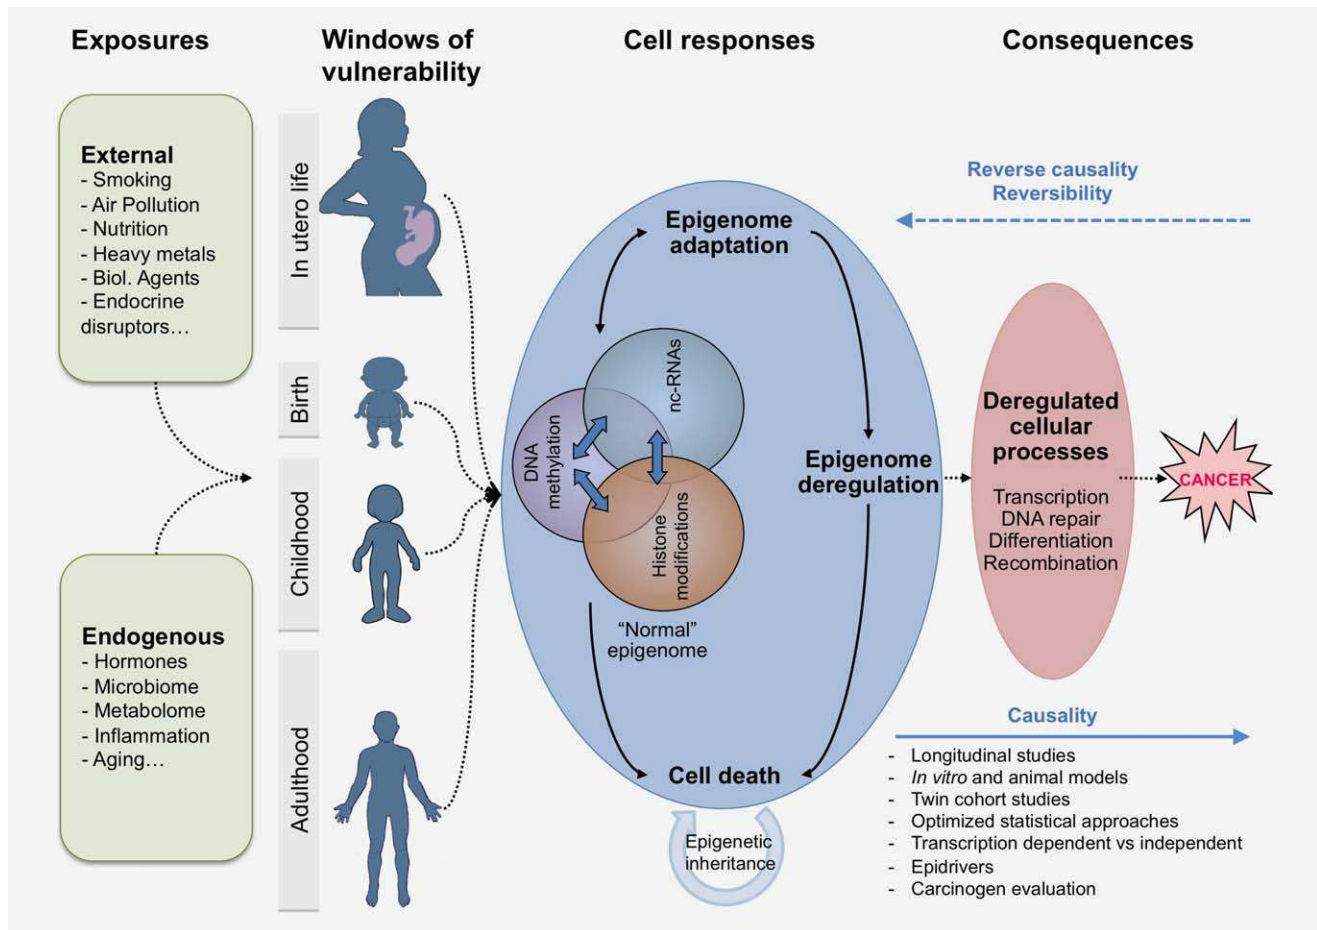 Exposures
Windows of
vulnerability
Cell responses
Consequences
External
- Smoking
- Air Pollution
- Nutrition
- Heavy metals
- Biol. Agents
- Endocrine
disruptors…
Endogenous
- Hormones
- Microbiome
- Metabolome
- Inflammation
- Aging…
In utero life
Birth
Childhood
Adulthood
Epigenome
adaptation
nc-RNAs
DNA
methylation
Histone
modifications
“Normal”
epigenome
Epigenome
deregulation
Cell death
Epigenetic
inheritance
Reverse causality
Reversibility
Deregulated
cellular
processes
Transcription
DNA repair
Differentiation
Recombination
CANCER
Causality
- Longitudinal studies
- In vitro and animal models
- Twin cohort studies
- Optimized statistical approaches
- Transcription dependent vs independent
- Epidrivers
- Carcinogen evaluation